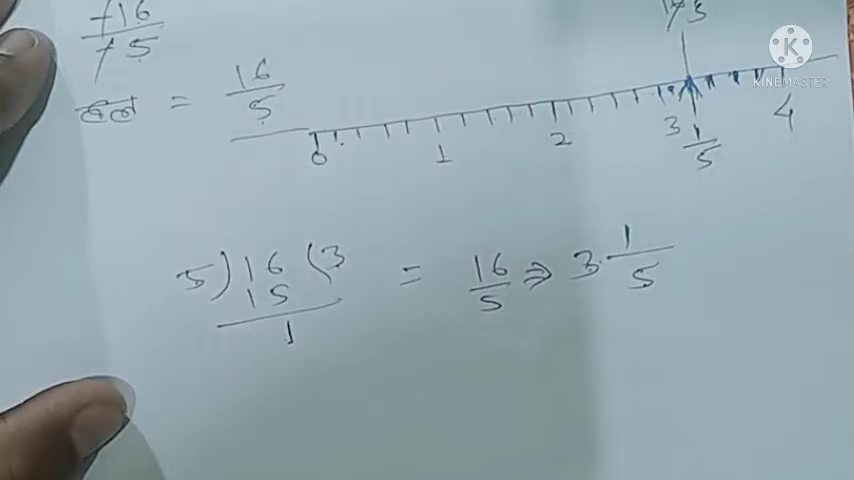 -16
-5
हल = 16/5
0 1 2 3 1/5 4
5) 16 (3 = 16/5 ⇒ 3 1/5
15
1
KINEMASTER